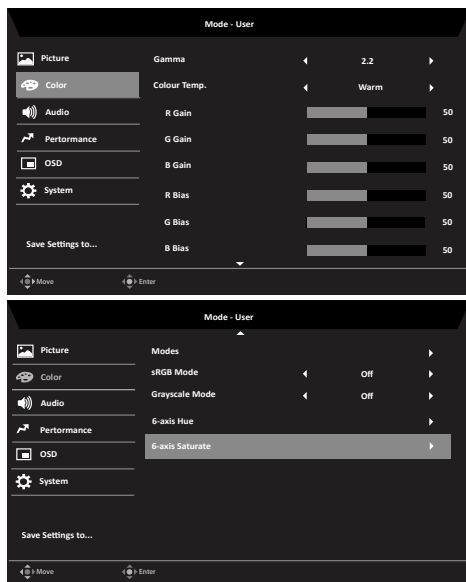 Mode - User
Picture
Gamma 2.2
Color
Colour Temp. Warm
Audio
R Gain 50
Pertormance
G Gain 50
OSD
B Gain 50
System
R Bias 50
G Bias 50
Save Settings to...
B Bias 50
Move Enter
Mode - User
Picture
Modes
Color
sRGB Mode Off
Audio
Grayscale Mode Off
Pertormance
6-axis Hue
OSD
6-axis Saturate
System
Save Settings to...
Move Enter